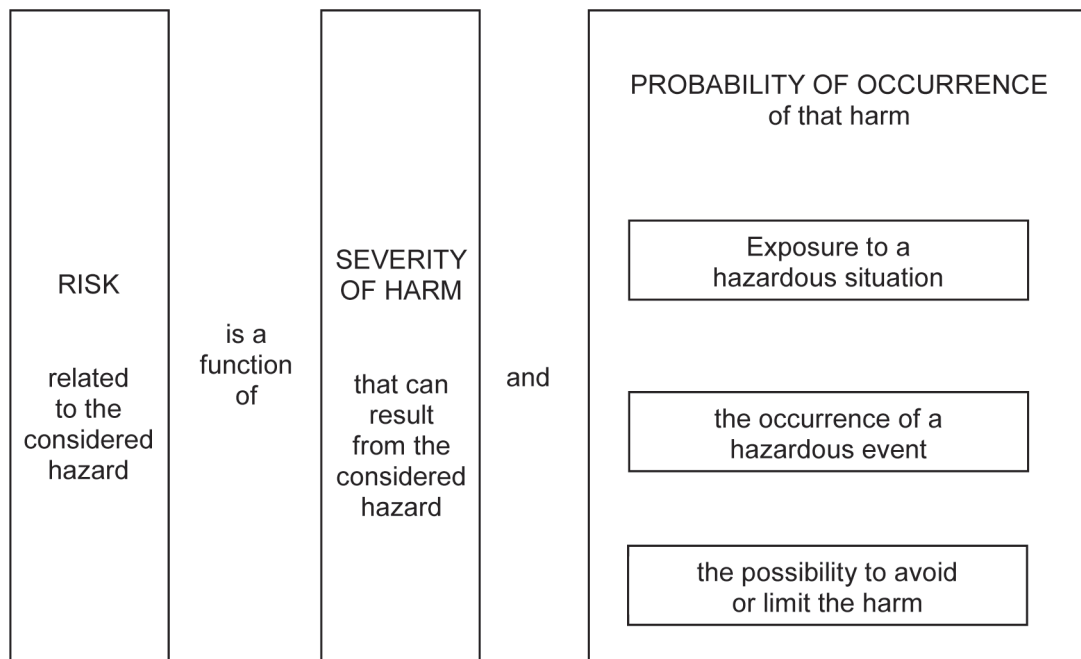 RISK
related
to the
considered
hazard
is a
function
of
SEVERITY
OF HARM
that can
result
from the
considered
hazard
and
PROBABILITY OF OCCURRENCE
of that harm
Exposure to a
hazardous situation
the occurrence of a
hazardous event
the possibility to avoid
or limit the harm